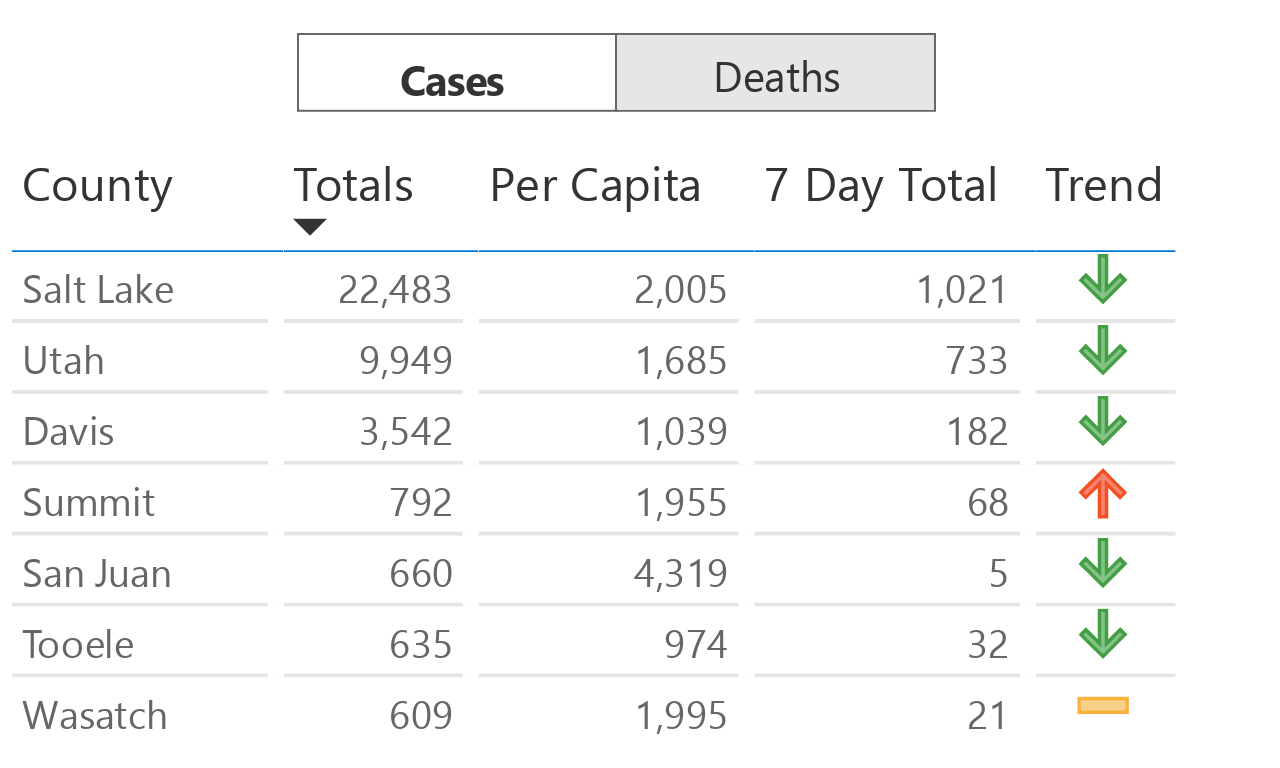 Cases Deaths
County Totals Per Capita 7 Day Total Trend
Salt Lake 22,483 2,005 1,021
Utah 9,949 1,685 733
Davis 3,542 1,039 182
Summit 792 1,955 68
San Juan 660 4,319 5
Tooele 635 974 32
Wasatch 609 1,995 21